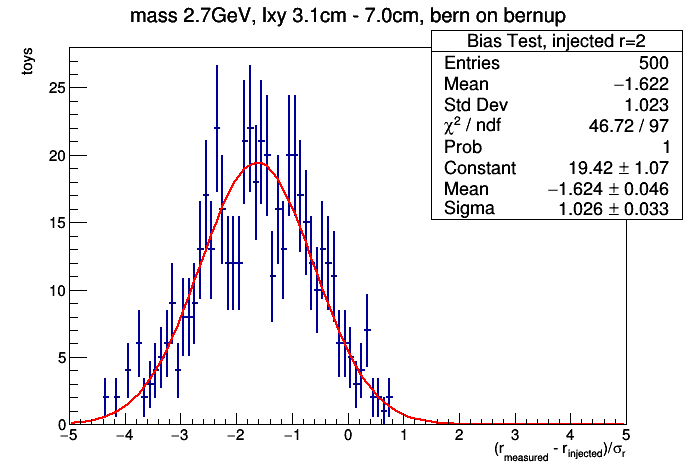 mass 2.7GeV, lxy 3.1cm - 7.0cm, bern on bernup
Bias Test, injected r=2
Entries 500
Mean −1.622
Std Dev 1.023
χ² / ndf 46.72 / 97
Prob 1
Constant 19.42 ± 1.07
Mean −1.624 ± 0.046
Sigma 1.026 ± 0.033
toys
25
20
15
10
5
0
−5 −4 −3 −2 −1 0 1 2 3 4 5
(r_measured - r_injected)/σ_r